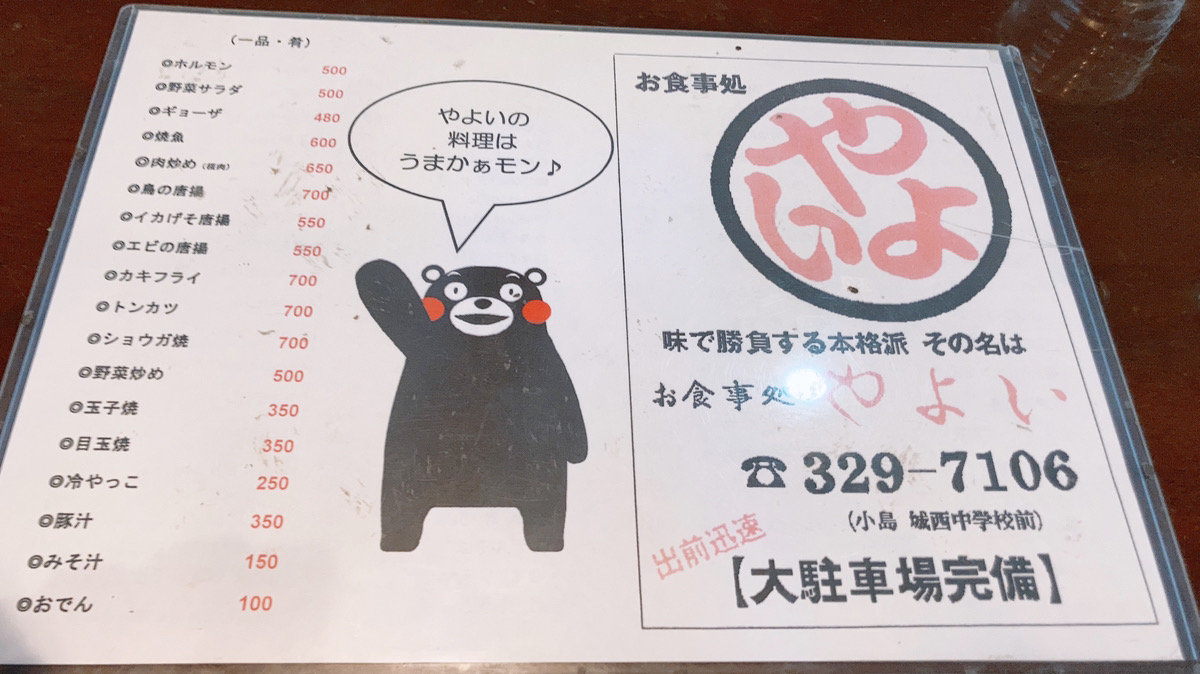 (一品・肴)
◎ホルモン 500
◎野菜サラダ 500
◎ギョーザ 480
◎焼魚 600
◎肉炒め 650
◎鳥の唐揚 700
◎イカげそ唐揚 550
◎エビの唐揚 550
◎カキフライ 700
◎トンカツ 700
◎ショウガ焼 700
◎野菜炒め 500
◎玉子焼 350
◎目玉焼 350
◎冷やっこ 250
◎豚汁 350
◎みそ汁 150
◎おでん 100
やよいの
料理は
うまかぁモン♪
お食事処
やよい
味で勝負する本格派 その名は
お食事処 やよい
☎329-7106
(小島 城西中学校前)
出前迅速
【大駐車場完備】